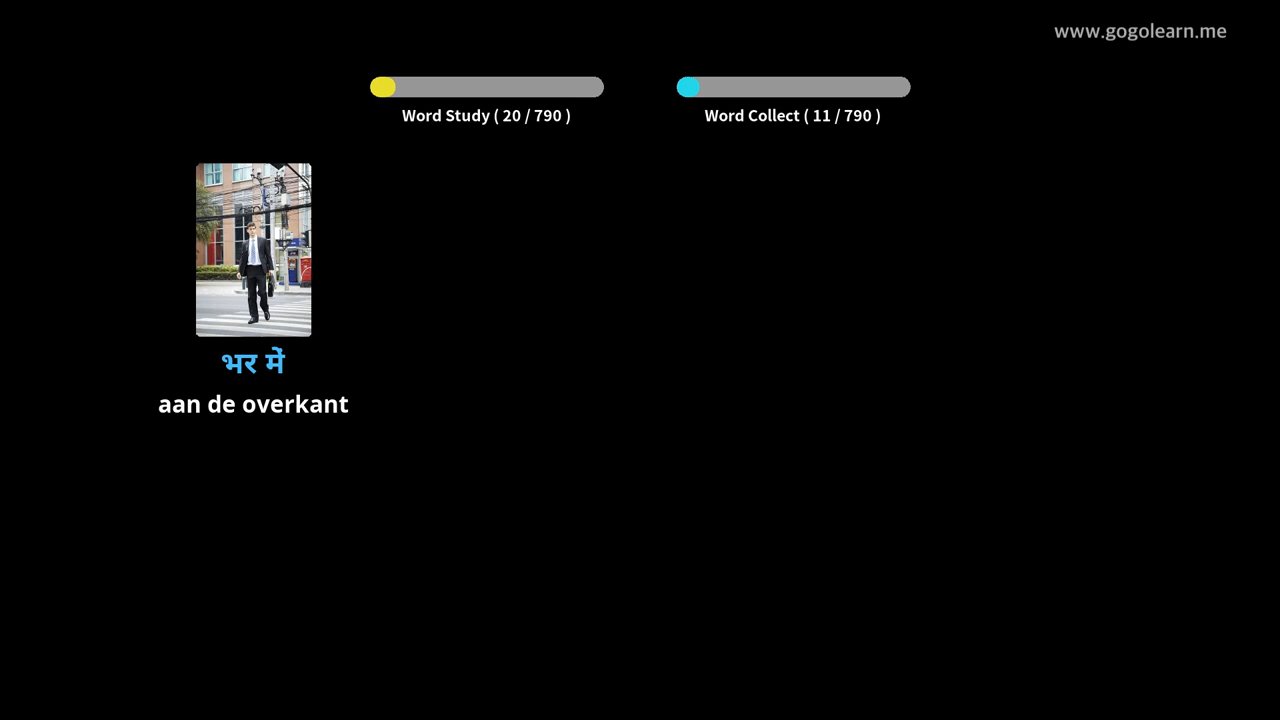 www.gogolearn.me
Word Study ( 20 / 790 )
Word Collect ( 11 / 790 )
भर में
aan de overkant